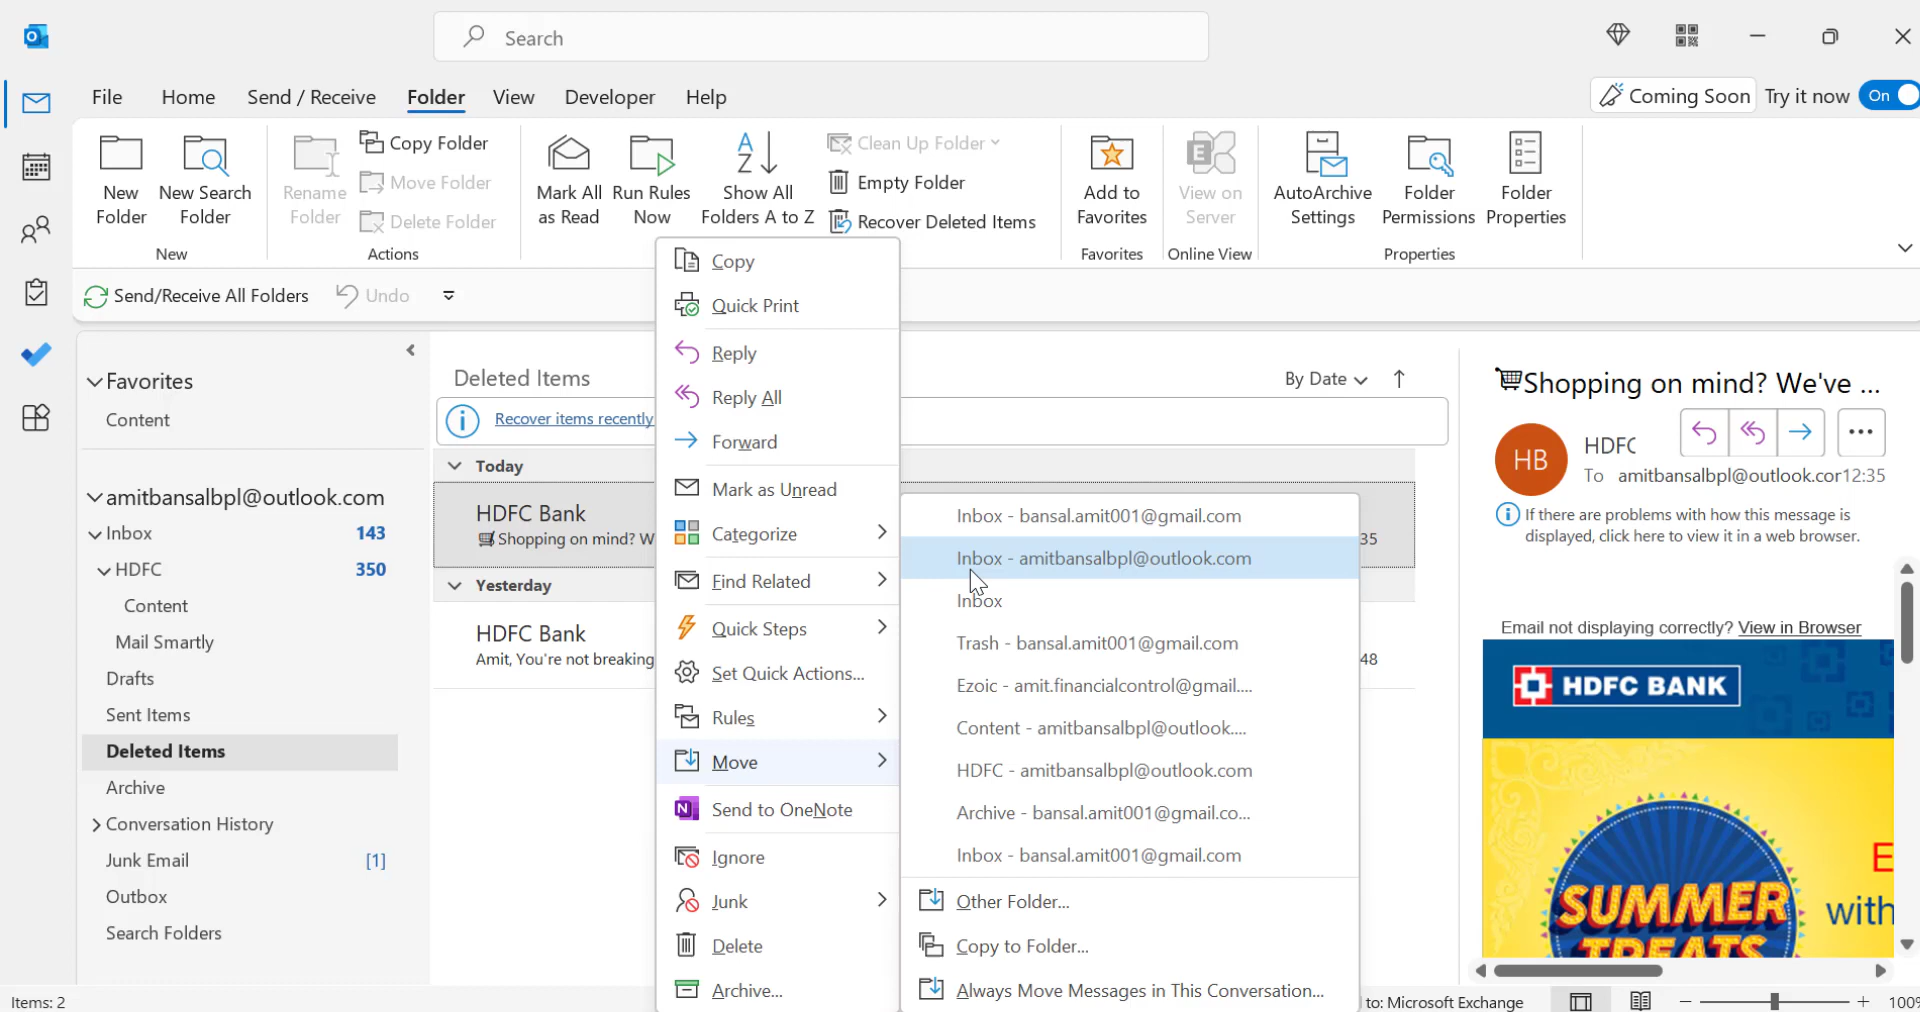 Search
File Home Send / Receive Folder View Developer Help
Coming Soon Try it now On
New Folder
New Search Folder
New
Rename Folder
Copy Folder
Move Folder
Delete Folder
Actions
Mark All as Read
Run Rules Now
Show All Folders A to Z
Clean Up Folder
Empty Folder
Recover Deleted Items
Add to Favorites
Favorites
View on Server
Online View
AutoArchive Settings
Folder Permissions
Folder Properties
Properties
Send/Receive All Folders Undo
Favorites
Content
amitbansalbpl@outlook.com
Inbox 143
HDFC 350
Content
Mail Smartly
Drafts
Sent Items
Deleted Items
Archive
Conversation History
Junk Email [1]
Outbox
Search Folders
Items: 2
Deleted Items
By Date
Recover items recently
Today
HDFC Bank
Shopping on mind? W
35
Yesterday
HDFC Bank
Amit, You're not breaking
48
Copy
Quick Print
Reply
Reply All
Forward
Mark as Unread
Categorize
Find Related
Quick Steps
Set Quick Actions...
Rules
Move
Send to OneNote
Ignore
Junk
Delete
Archive...
Inbox - bansal.amit001@gmail.com
Inbox - amitbansalbpl@outlook.com
Inbox
Trash - bansal.amit001@gmail.com
Ezoic - amit.financialcontrol@gmail....
Content - amitbansalbpl@outlook....
HDFC - amitbansalbpl@outlook.com
Archive - bansal.amit001@gmail.co...
Inbox - bansal.amit001@gmail.com
Other Folder...
Copy to Folder...
Always Move Messages in This Conversation...
Shopping on mind? We've ...
HB
HDFC
To amitbansalbpl@outlook.cor 12:35
If there are problems with how this message is
displayed, click here to view it in a web browser.
Email not displaying correctly? View in Browser
HDFC BANK
E
SUMMER with
TREATS
to: Microsoft Exchange
100%